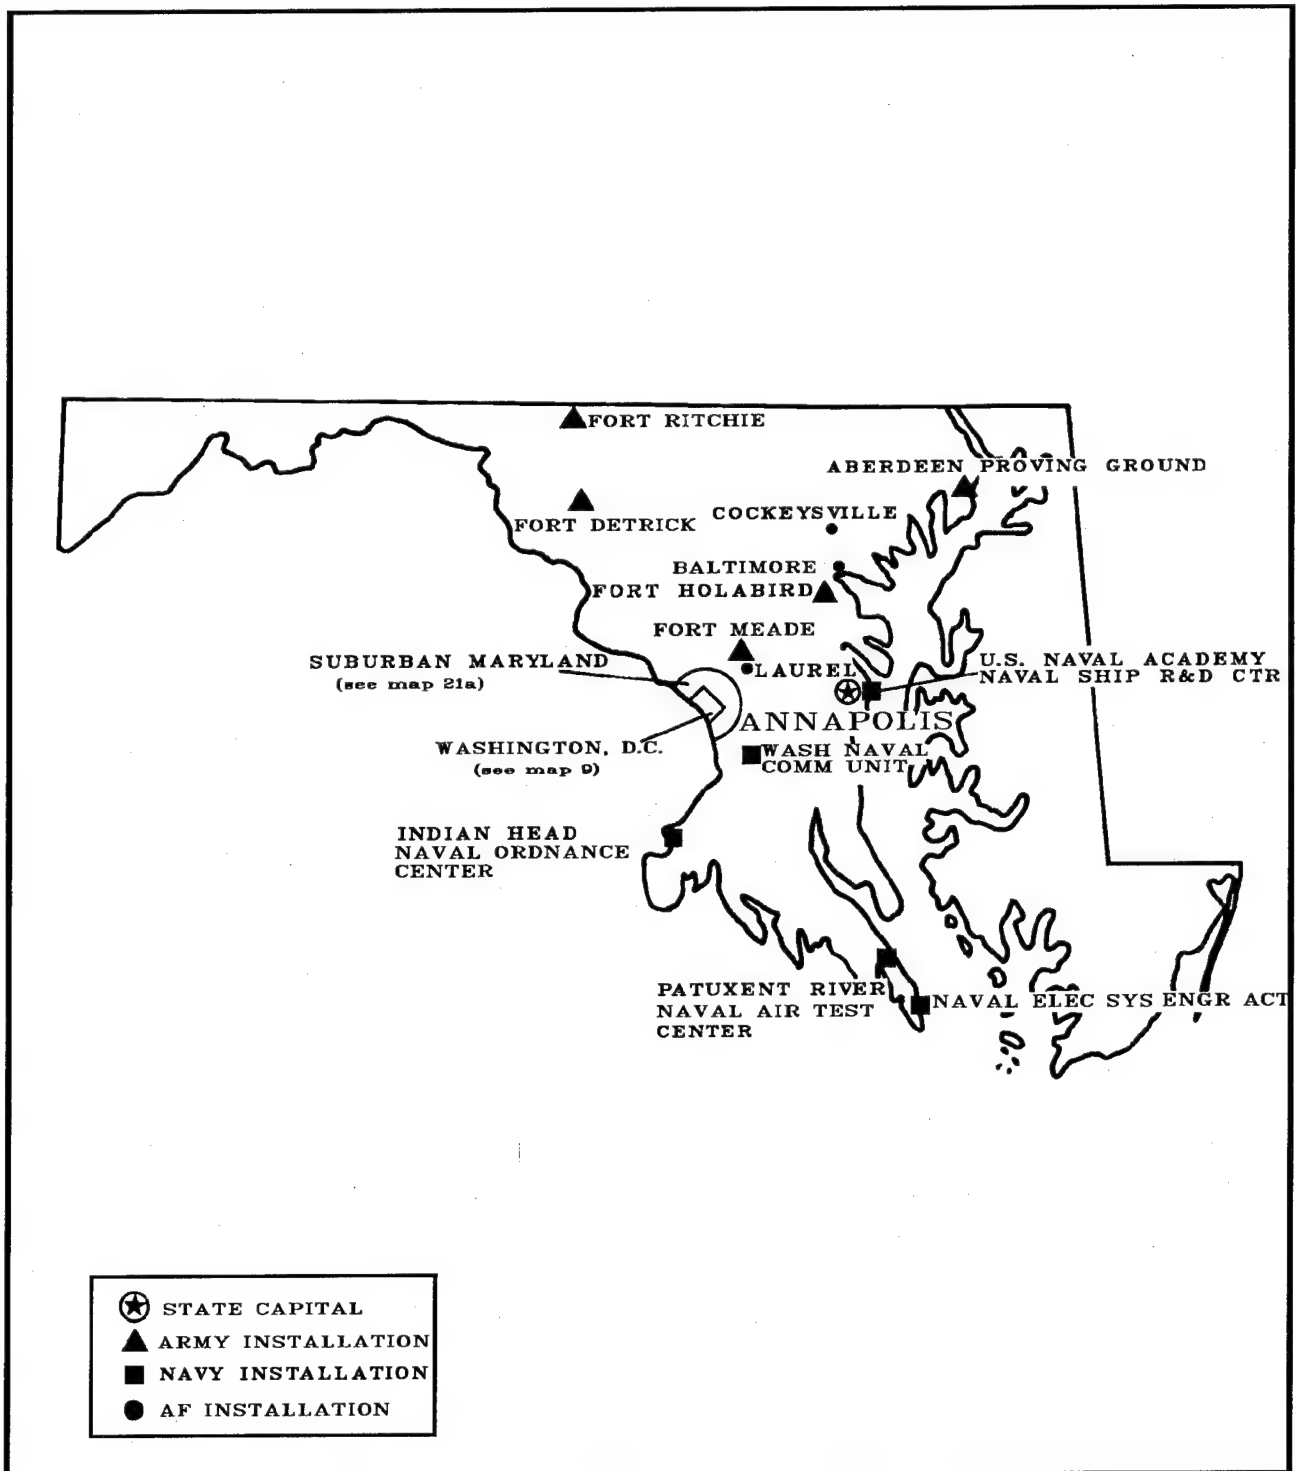 FORT RITCHIE
ABERDEEN PROVING GROUND
FORT DETRICK
COCKEYSVILLE
BALTIMORE
FORT HOLABIRD
FORT MEADE
SUBURBAN MARYLAND
(see map 21a)
LAUREL
U.S. NAVAL ACADEMY
NAVAL SHIP R&D CTR
ANNAPOLIS
WASHINGTON, D.C.
(see map 9)
WASH NAVAL
COMM UNIT
INDIAN HEAD
NAVAL ORDNANCE
CENTER
PATUXENT RIVER
NAVAL AIR TEST
CENTER
NAVAL ELEC SYS ENGR ACT
STATE CAPITAL
ARMY INSTALLATION
NAVY INSTALLATION
AF INSTALLATION